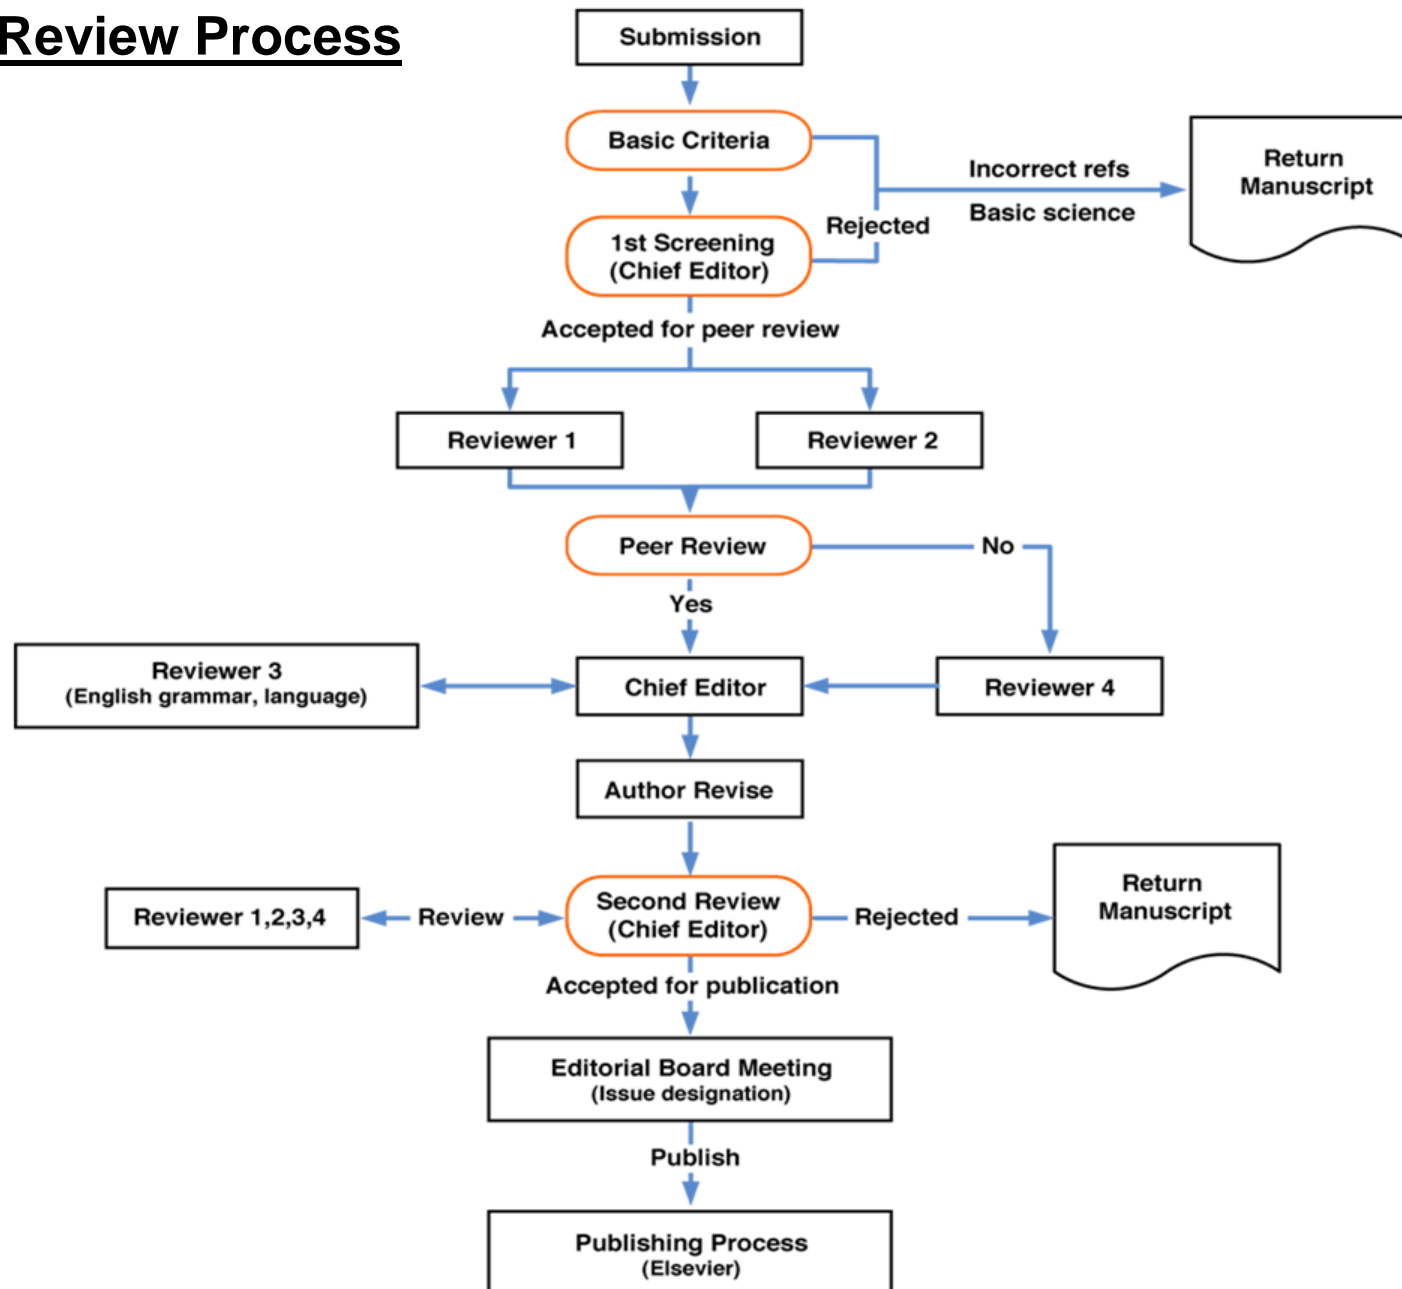 Review Process
Submission
Basic Criteria
Incorrect refs
Basic science
Return
Manuscript
Rejected
1st Screening
(Chief Editor)
Accepted for peer review
Reviewer 1
Reviewer 2
Peer Review
No
Yes
Reviewer 3
(English grammar, language)
Chief Editor
Reviewer 4
Author Revise
Reviewer 1,2,3,4
Review
Second Review
(Chief Editor)
Rejected
Return
Manuscript
Accepted for publication
Editorial Board Meeting
(Issue designation)
Publish
Publishing Process
(Elsevier)